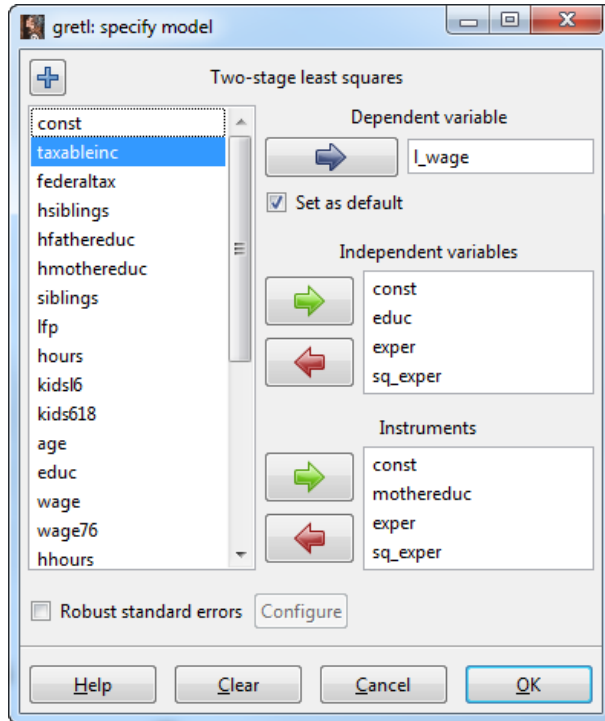 gretl: specify model
Two-stage least squares
const
taxableinc
federaltax
hsiblings
hfathereduc
hmothereduc
siblings
lfp
hours
kidsl6
kids618
age
educ
wage
wage76
hhours
Dependent variable
l_wage
Set as default
Independent variables
const
educ
exper
sq_exper
Instruments
const
mothereduc
exper
sq_exper
Robust standard errors
Configure
Help
Clear
Cancel
OK